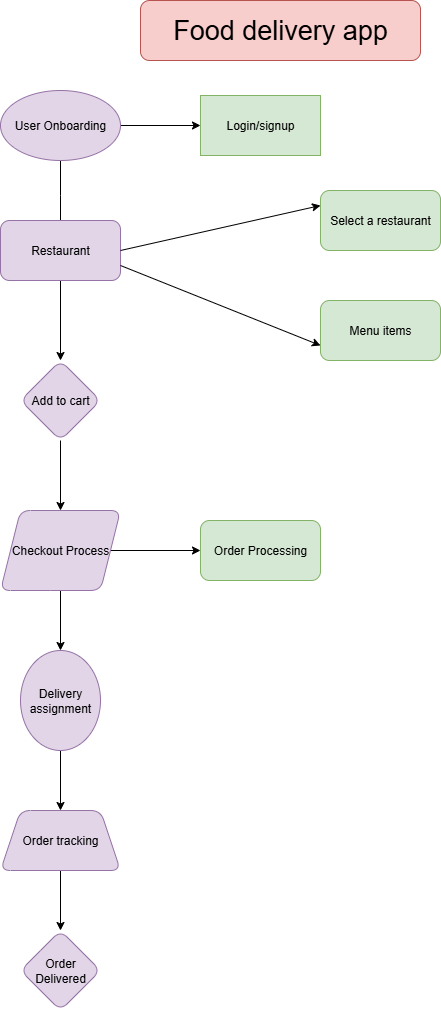 Food delivery app
User Onboarding
Login/signup
Select a restaurant
Restaurant
Menu items
Add to cart
Checkout Process
Order Processing
Delivery
assignment
Order tracking
Order
Delivered